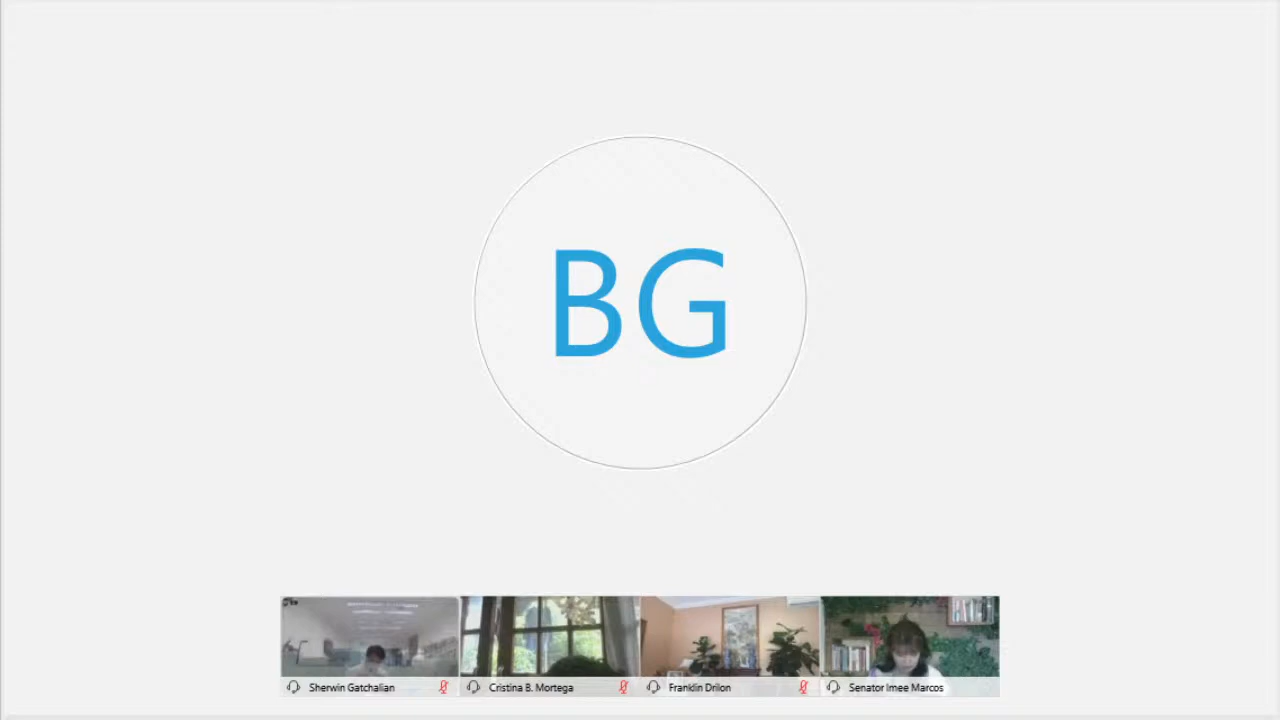 BG
Sherwin Gatchalian
Cristina B. Mortega
Franklin Drilon
Senator Imee Marcos